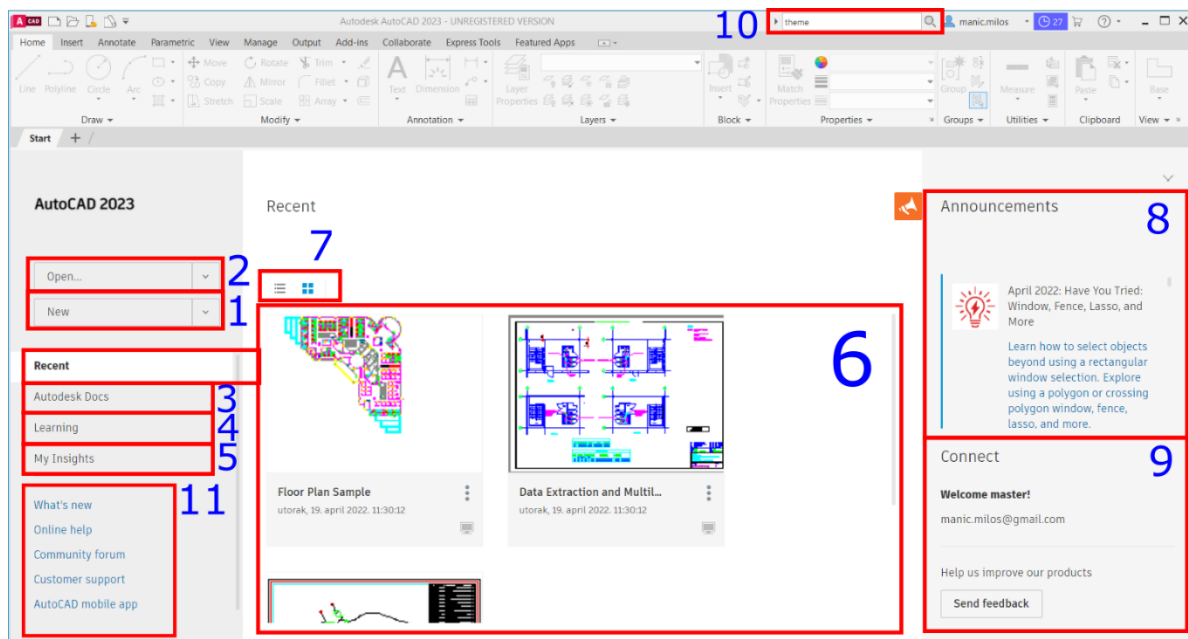 A CAD
Autodesk AutoCAD 2023 - UNREGISTERED VERSION
10
theme
manic.milos
27
Home Insert Annotate Parametric View Manage Output Add-ins Collaborate Express Tools Featured Apps
Line Polyline Circle Arc
Move Rotate Trim
Copy Mirror Fillet
Stretch Scale Array
Text Dimension
Layer Properties
Insert
Match Properties
Group
Measure
Paste
Base
Draw Modify Annotation Layers Block Properties Groups Utilities Clipboard View
Start
AutoCAD 2023
Open...
2
New
1
Recent
Autodesk Docs
3
Learning
4
My Insights
5
11
What's new
Online help
Community forum
Customer support
AutoCAD mobile app
Recent
7
6
Floor Plan Sample
utorak, 19. april 2022. 11:30:12
Data Extraction and Multil...
utorak, 19. april 2022. 11:30:12
Announcements
8
April 2022: Have You Tried:
Window, Fence, Lasso, and
More
Learn how to select objects
beyond using a rectangular
window selection. Explore
using a polygon or crossing
polygon window, fence,
lasso, and more.
Connect
9
Welcome master!
manic.milos@gmail.com
Help us improve our products
Send feedback